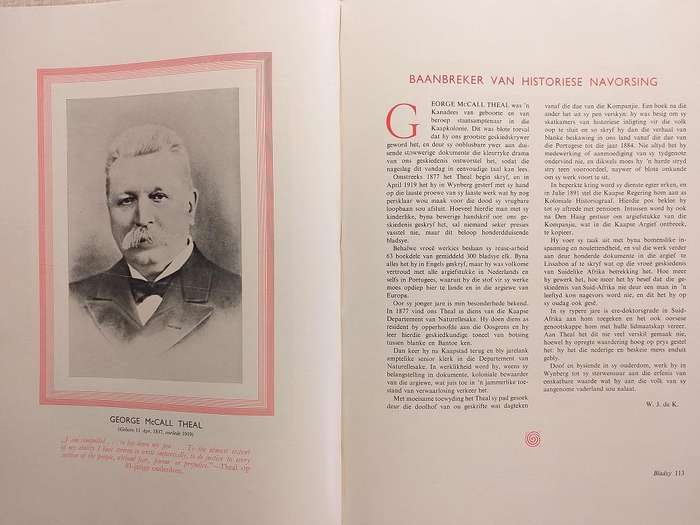 GEORGE McCALL THEAL
(Gebore 11 Apr. 1837, oorlede 1919)
81-jarige ouderdom.
BAANBREKER VAN HISTORIESE NAVORSING
GEORGE McCALL THEAL was 'n
Kanadees van geboorte en van
beroep staatsamptenaar in die
Kaapkolonie. Dit was blote toeval
dat hy ons grootste geskiedskrywer
geword het, en deur sy onblusbare ywer aan dui-
sende stowwerige dokumente die kleurryke drama
van ons geskiedenis ontworstel het, sodat die
nageslag dit vandag in eenvoudige taal kan lees.
Omstreeks 1877 het Theal begin skryf, en in
April 1919 het hy in Wynberg gesterf met sy hand
op die laaste proewe van sy laaste werk wat hy nog
persklaar wou maak voor die dood sy vrugbare
loopbaan sou afsluit. Hoeveel hierdie man met sy
kinderlike, byna bewerige handskrif oor ons ge-
skiedenis geskryf het, sal niemand seker presies
vasstel nie, maar dit beloop honderdduisende
bladsye.
Behalwe vroeë werkies beslaan sy reuse-arbeid
63 boekdele van gemiddeld 300 bladsye elk. Byna
alles het hy in Engels geskryf, maar hy was volkome
vertroud met alle argiefstukke in Nederlands en
selfs in Portugees, waaruit hy die stof vir sy werke
moes opdiep hier te lande en in die argiewe van
Europa.
Oor sy jonger jare is min besonderhede bekend.
In 1877 vind ons Theal in diens van die Kaapse
Departement van Naturellesake. Hy doen diens as
resident by opperhoofde aan die Oosgrens en hy
leer hierdie geskiedkundige toneel van botsing
tussen blanke en Bantoe ken.
Dan keer hy na Kaapstad terug en bly jarelank
amptelike senior klerk in die Departement van
Naturellesake. In werklikheid word hy, weens sy
belangstelling in dokumente, koloniale bewaarder
van die argiewe, wat juis toe in 'n jammerlike toe-
stand van verwaarlosing verkeer het.
Met moeisame toewyding het Theal sy pad gesoek
deur die doolhof van ou geskrifte wat dagteken
vanaf die dae van die Kompanjie. Een boek na die
ander het uit sy pen verskyn: hy was besig om sy
skatkamers van historiese inligting vir die volk
oop te sluit en so skryf hy dan die verhaal van
blanke beskawing in ons land vanaf die dae van
die Portugese tot die jaar 1884. Nie altyd het hy
medewerking of aanmoediging van sy tydgenote
ondervind nie, en dikwels moes hy 'n harde stryd
stry teen vooroordeel, naywer of blote onkunde
om sy werk voort te sit.
In beperkte kring word sy dienste egter erken, en
in Julie 1891 stel die Kaapse Regering hom aan as
Koloniale Historiograaf. Hierdie pos beklee hy
tot hy aftree met pensioen. Intussen word hy ook
na Den Haag gestuur om argiefstukke van die
Kompanjie, wat in die Kaapse Argief ontbreek,
te kopieer.
Hy voer sy taak uit met byna bomenslike in-
spanning en noulettendheid, en uit die werk verder
aan deur honderde dokumente in die argief te
Lissabon af te skryf wat op die vroeë geskiedenis
van Suidelike Afrika betrekking het. Hoe meer
hy gewerk het, hoe meer het hy besef dat die ge-
skiedenis van Suid-Afrika nie deur een man in 'n
leeftyd kon nagevors word nie, en dit het hy op
sy oudag ook gesê.
In sy rypere jare is ere-doktorsgrade in Suid-
Afrika aan hom toegeken en het ook oorsese
genootskappe hom met hulle lidmaatskap vereer.
Aan Theal het dit nie veel verskil gemaak nie,
hoewel hy opregte waardering hoog op prys gestel
het: hy het die nederige en beskeie mens enduit
gebly.
Doof en bysiende in sy ouderdom, werk hy in
Wynberg tot sy sterwensuur aan die erfenis van
onskatbare waarde wat hy aan die volk van sy
aangenome vaderland sou nalaat.
W. J. de K.
Bladsy 113